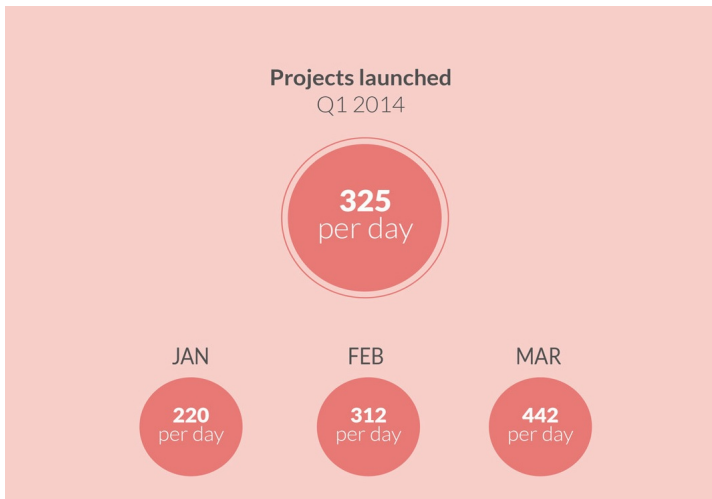 Projects launched
Q1 2014
325
per day
JAN
FEB
MAR
220
per day
312
per day
442
per day